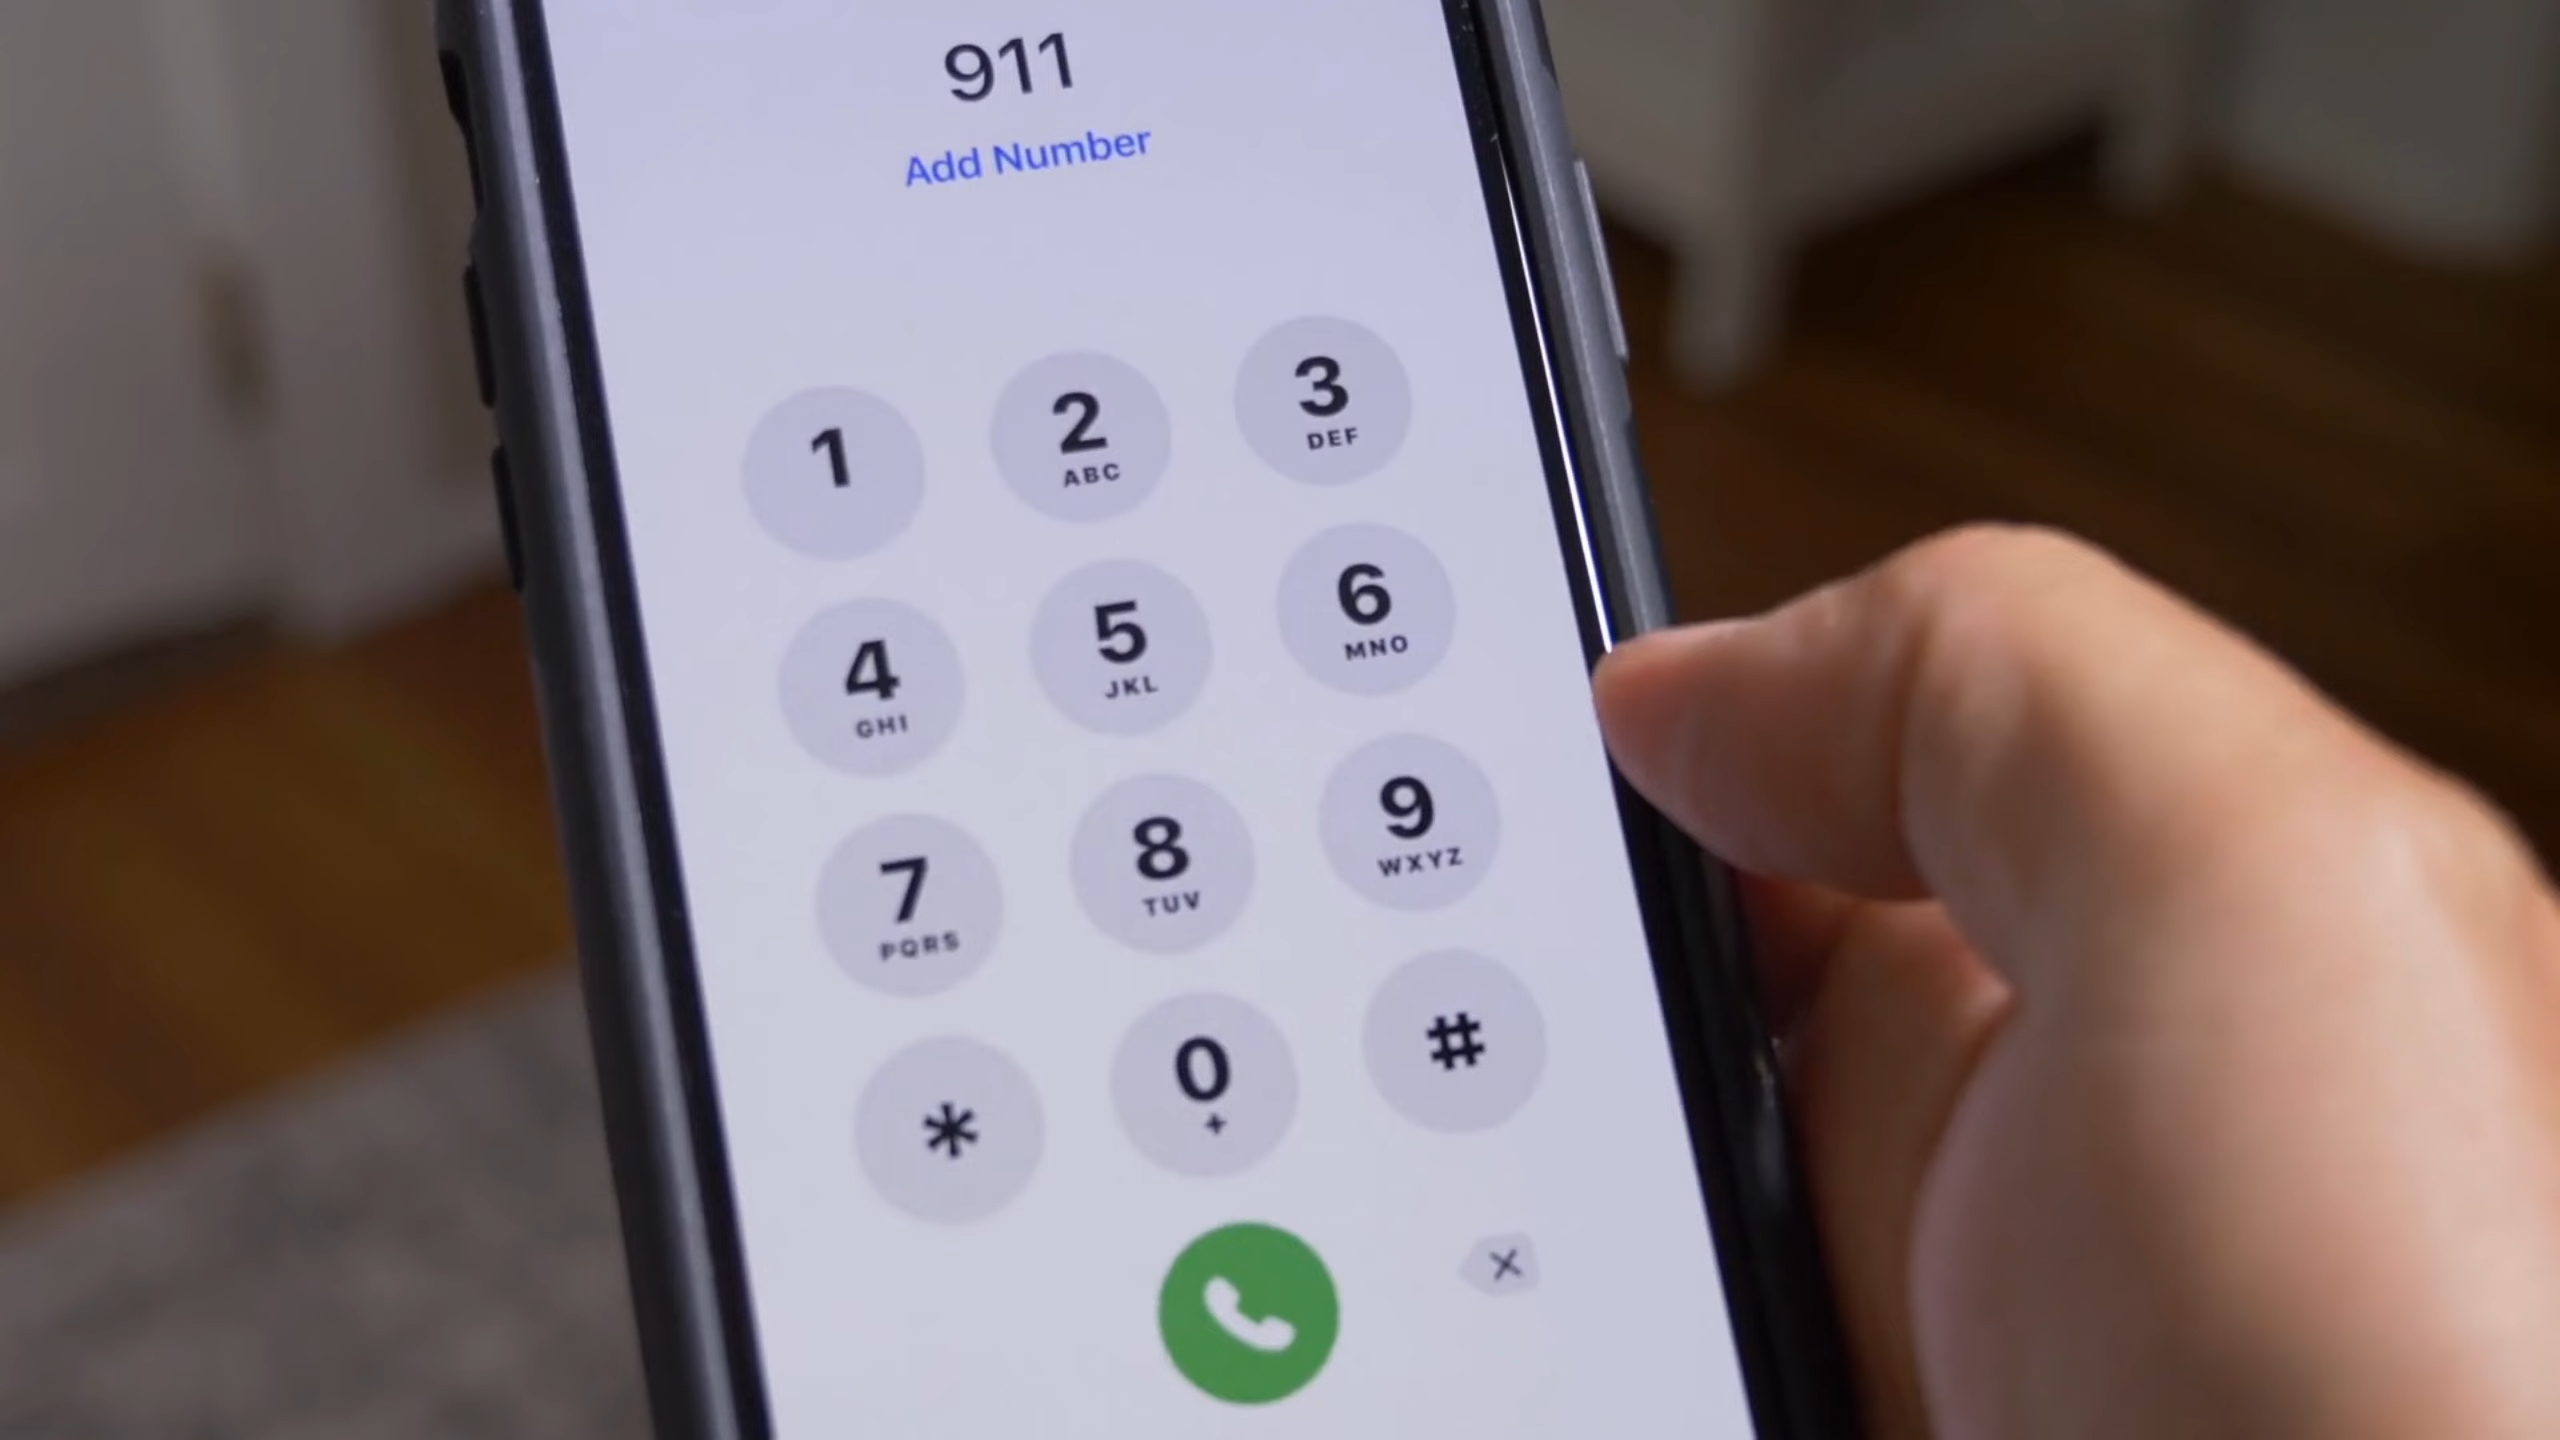 911
Add Number
1 2 3
ABC DEF
4 5 6
GHI JKL MNO
7 8 9
PQRS TUV WXYZ
* 0 #
+